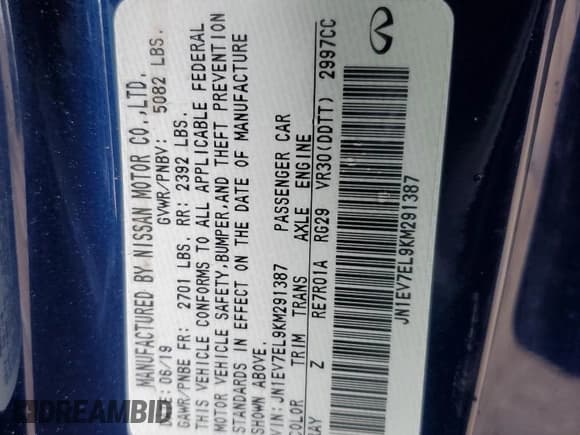 MANUFACTURED BY NISSAN MOTOR CO.,LTD.
06/19 GVWR/PNBV: 5082 LBS.
GAWR/PNBE FR: 2701 LBS. RR: 2392 LBS.
THIS VEHICLE CONFORMS TO ALL APPLICABLE FEDERAL
MOTOR VEHICLE SAFETY,BUMPER,AND THEFT PREVENTION
STANDARDS IN EFFECT ON THE DATE OF MANUFACTURE
SHOWN ABOVE.
VIN:JN1EV7EL9KM291387 PASSENGER CAR
COLOR TRIM TRANS AXLE ENGINE
Z RE7R01A RG29 VR30(DDTT) 2997CC
JN1EV7EL9KM291387
DREAMBID